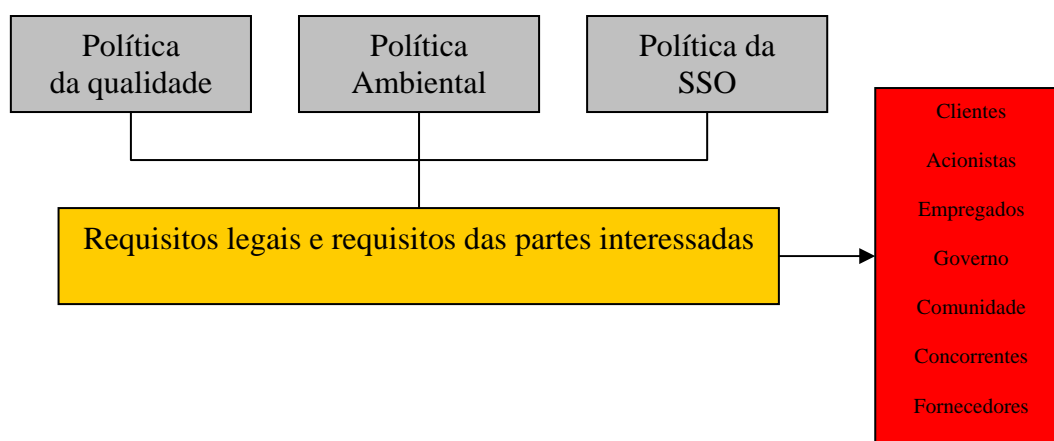 Política
da qualidade
Política
Ambiental
Política da
SSO
Requisitos legais e requisitos das partes interessadas
Clientes
Acionistas
Empregados
Governo
Comunidade
Concorrentes
Fornecedores